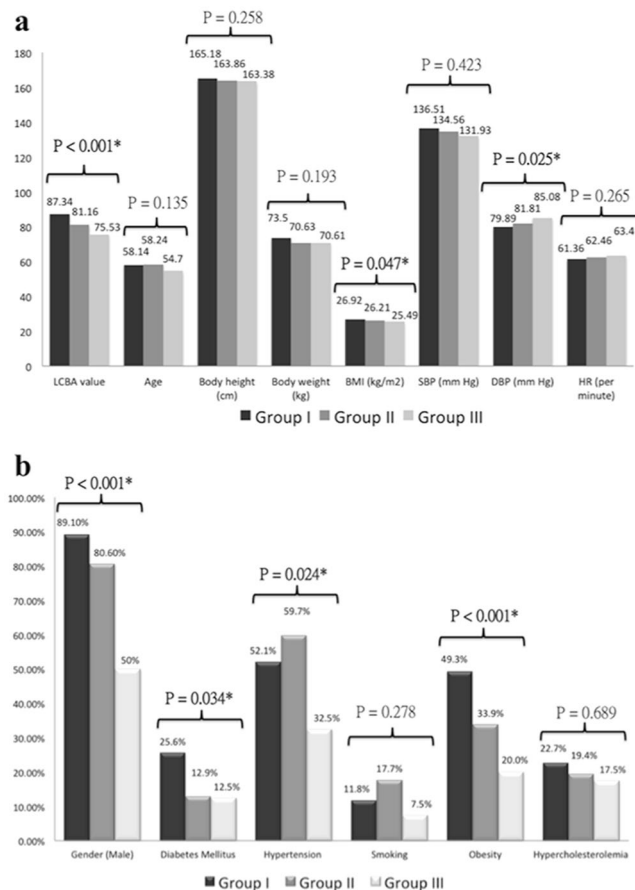 a
P = 0.258
165.18
163.86
163.38
P = 0.423
136.51
134.56
131.93
P < 0.001*
87.34
81.16
75.53
P = 0.135
58.14
58.24
54.7
P = 0.193
73.5
70.63
70.61
P = 0.047*
26.92
26.21
25.49
P = 0.025*
79.89
81.81
85.08
P = 0.265
61.36
62.46
63.4
180
160
140
120
100
80
60
40
20
0
LCBA value
Age
Body height
(cm)
Body weight
(kg)
BMI (kg/m2)
SBP (mm Hg)
DBP (mm Hg)
HR (per
minute)
Group I Group II Group III
b
P < 0.001*
89.10%
80.60%
50%
P = 0.034*
25.6%
12.9%
12.5%
P = 0.024*
52.1%
59.7%
32.5%
P = 0.278
11.8%
17.7%
7.5%
P < 0.001*
49.3%
33.9%
20.0%
P = 0.689
22.7%
19.4%
17.5%
100.00%
90.00%
80.00%
70.00%
60.00%
50.00%
40.00%
30.00%
20.00%
10.00%
0.00%
Gender (Male)
Diabetes Mellitus
Hypertension
Smoking
Obesity
Hypercholesterolemia
Group I Group II Group III